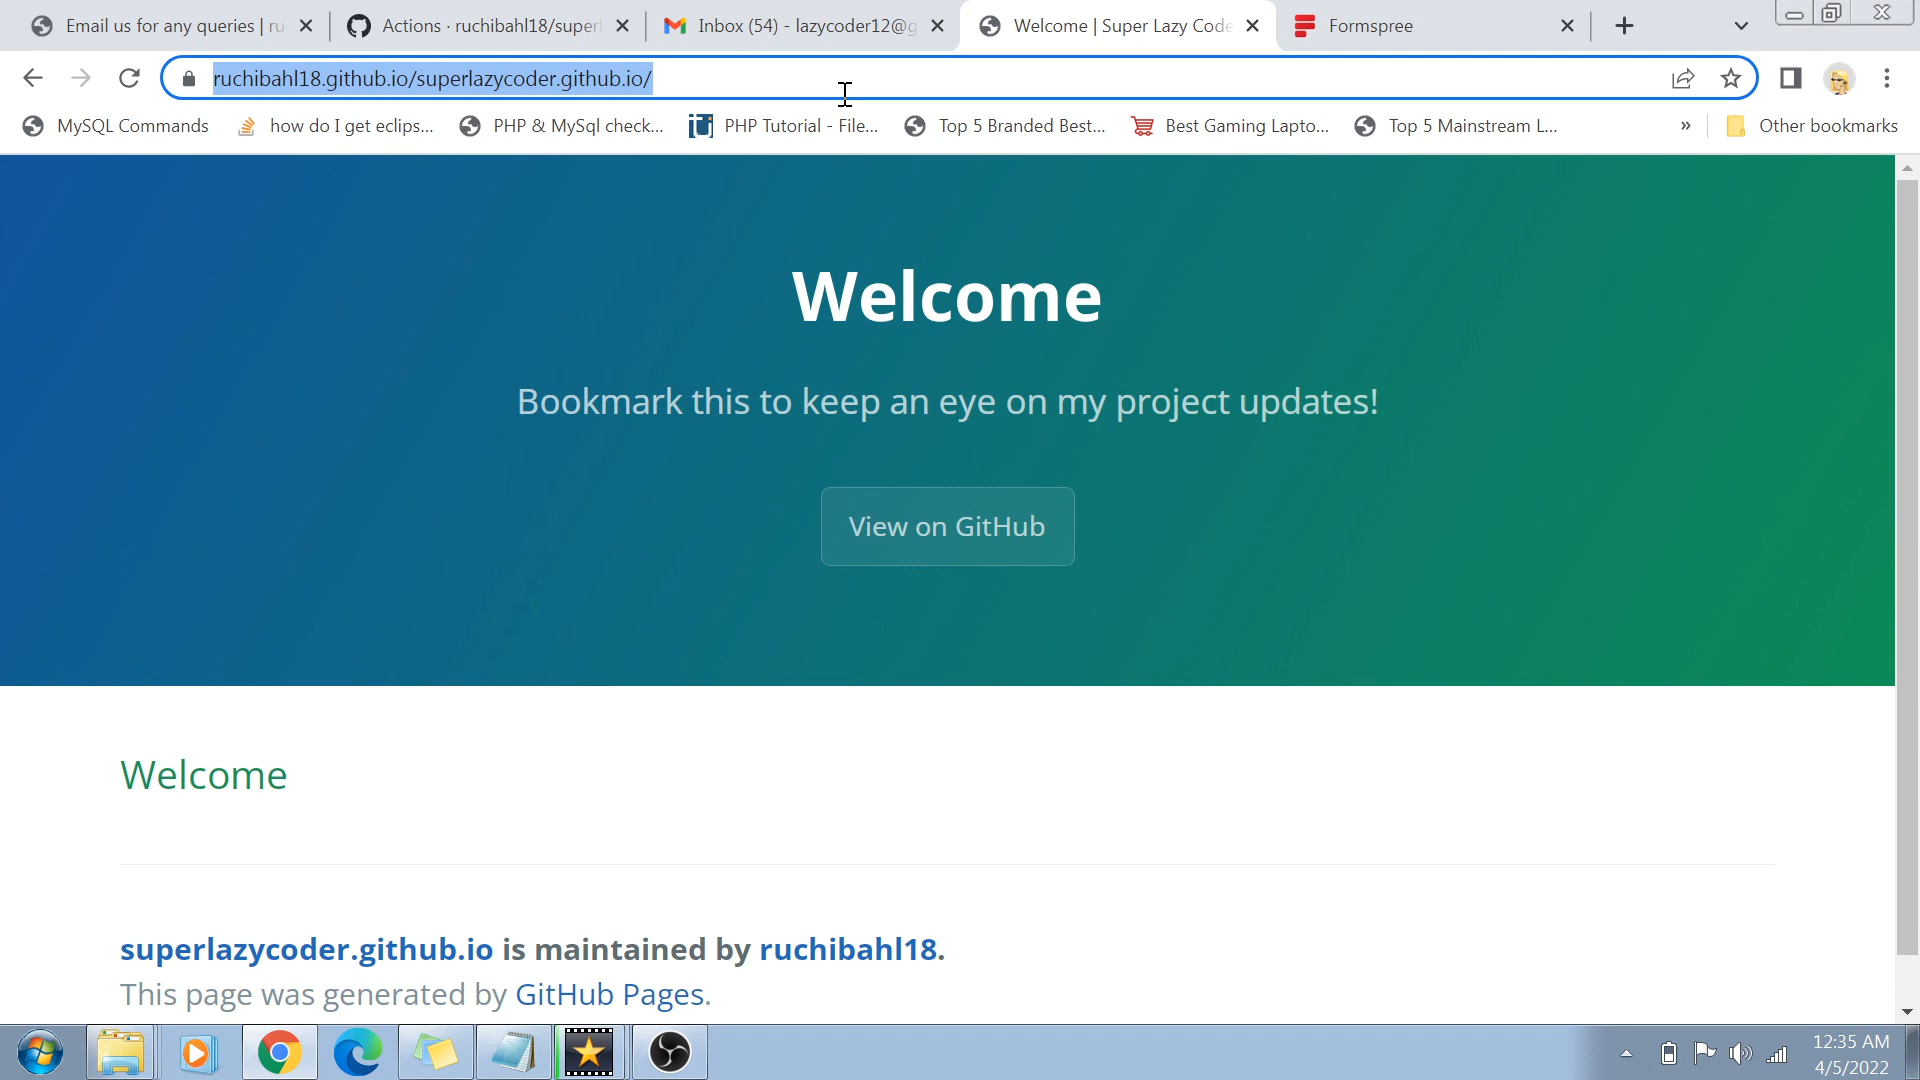 Email us for any queries | ru
Actions · ruchibahl18/superl
Inbox (54) - lazycoder12@g
Welcome | Super Lazy Code
Formspree
ruchibahl18.github.io/superlazycoder.github.io/
MySQL Commands
how do I get eclips...
PHP & MySql check...
PHP Tutorial - File...
Top 5 Branded Best...
Best Gaming Lapto...
Top 5 Mainstream L...
»
Other bookmarks
Welcome
Bookmark this to keep an eye on my project updates!
View on GitHub
Welcome
superlazycoder.github.io is maintained by ruchibahl18.
This page was generated by GitHub Pages.
12:35 AM
4/5/2022